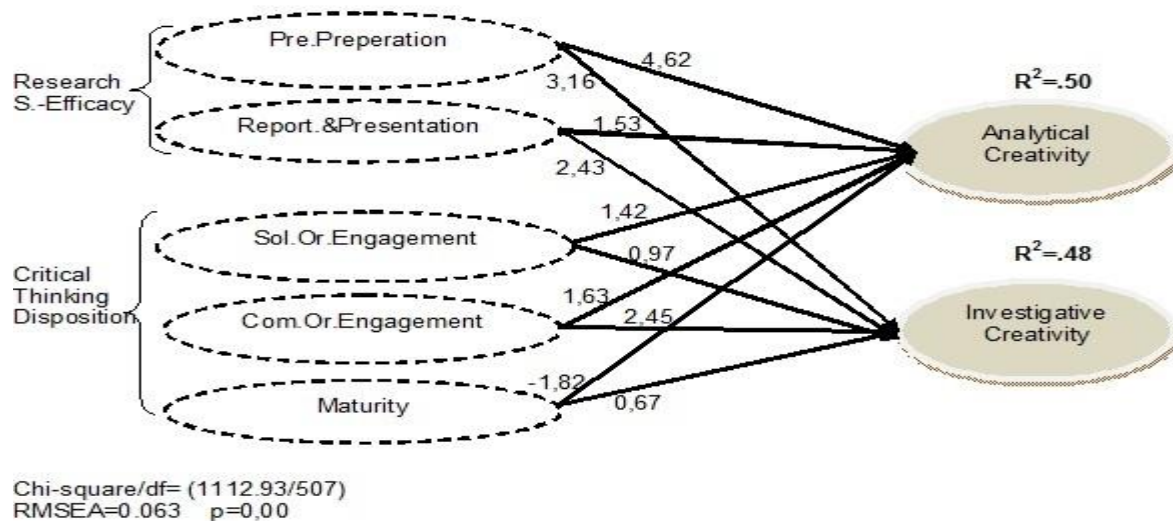 Pre.Preperation
Research
S.-Efficacy
Report.&Presentation
Sol.Or.Engagement
Critical
Thinking
Disposition
Com.Or.Engagement
Maturity
4,62
3,16
1,53
2,43
1,42
0,97
1,63
2,45
-1,82
0,67
R²=.50
Analytical
Creativity
R²=.48
Investigative
Creativity
Chi-square/df= (1112.93/507)
RMSEA=0.063 p=0,00